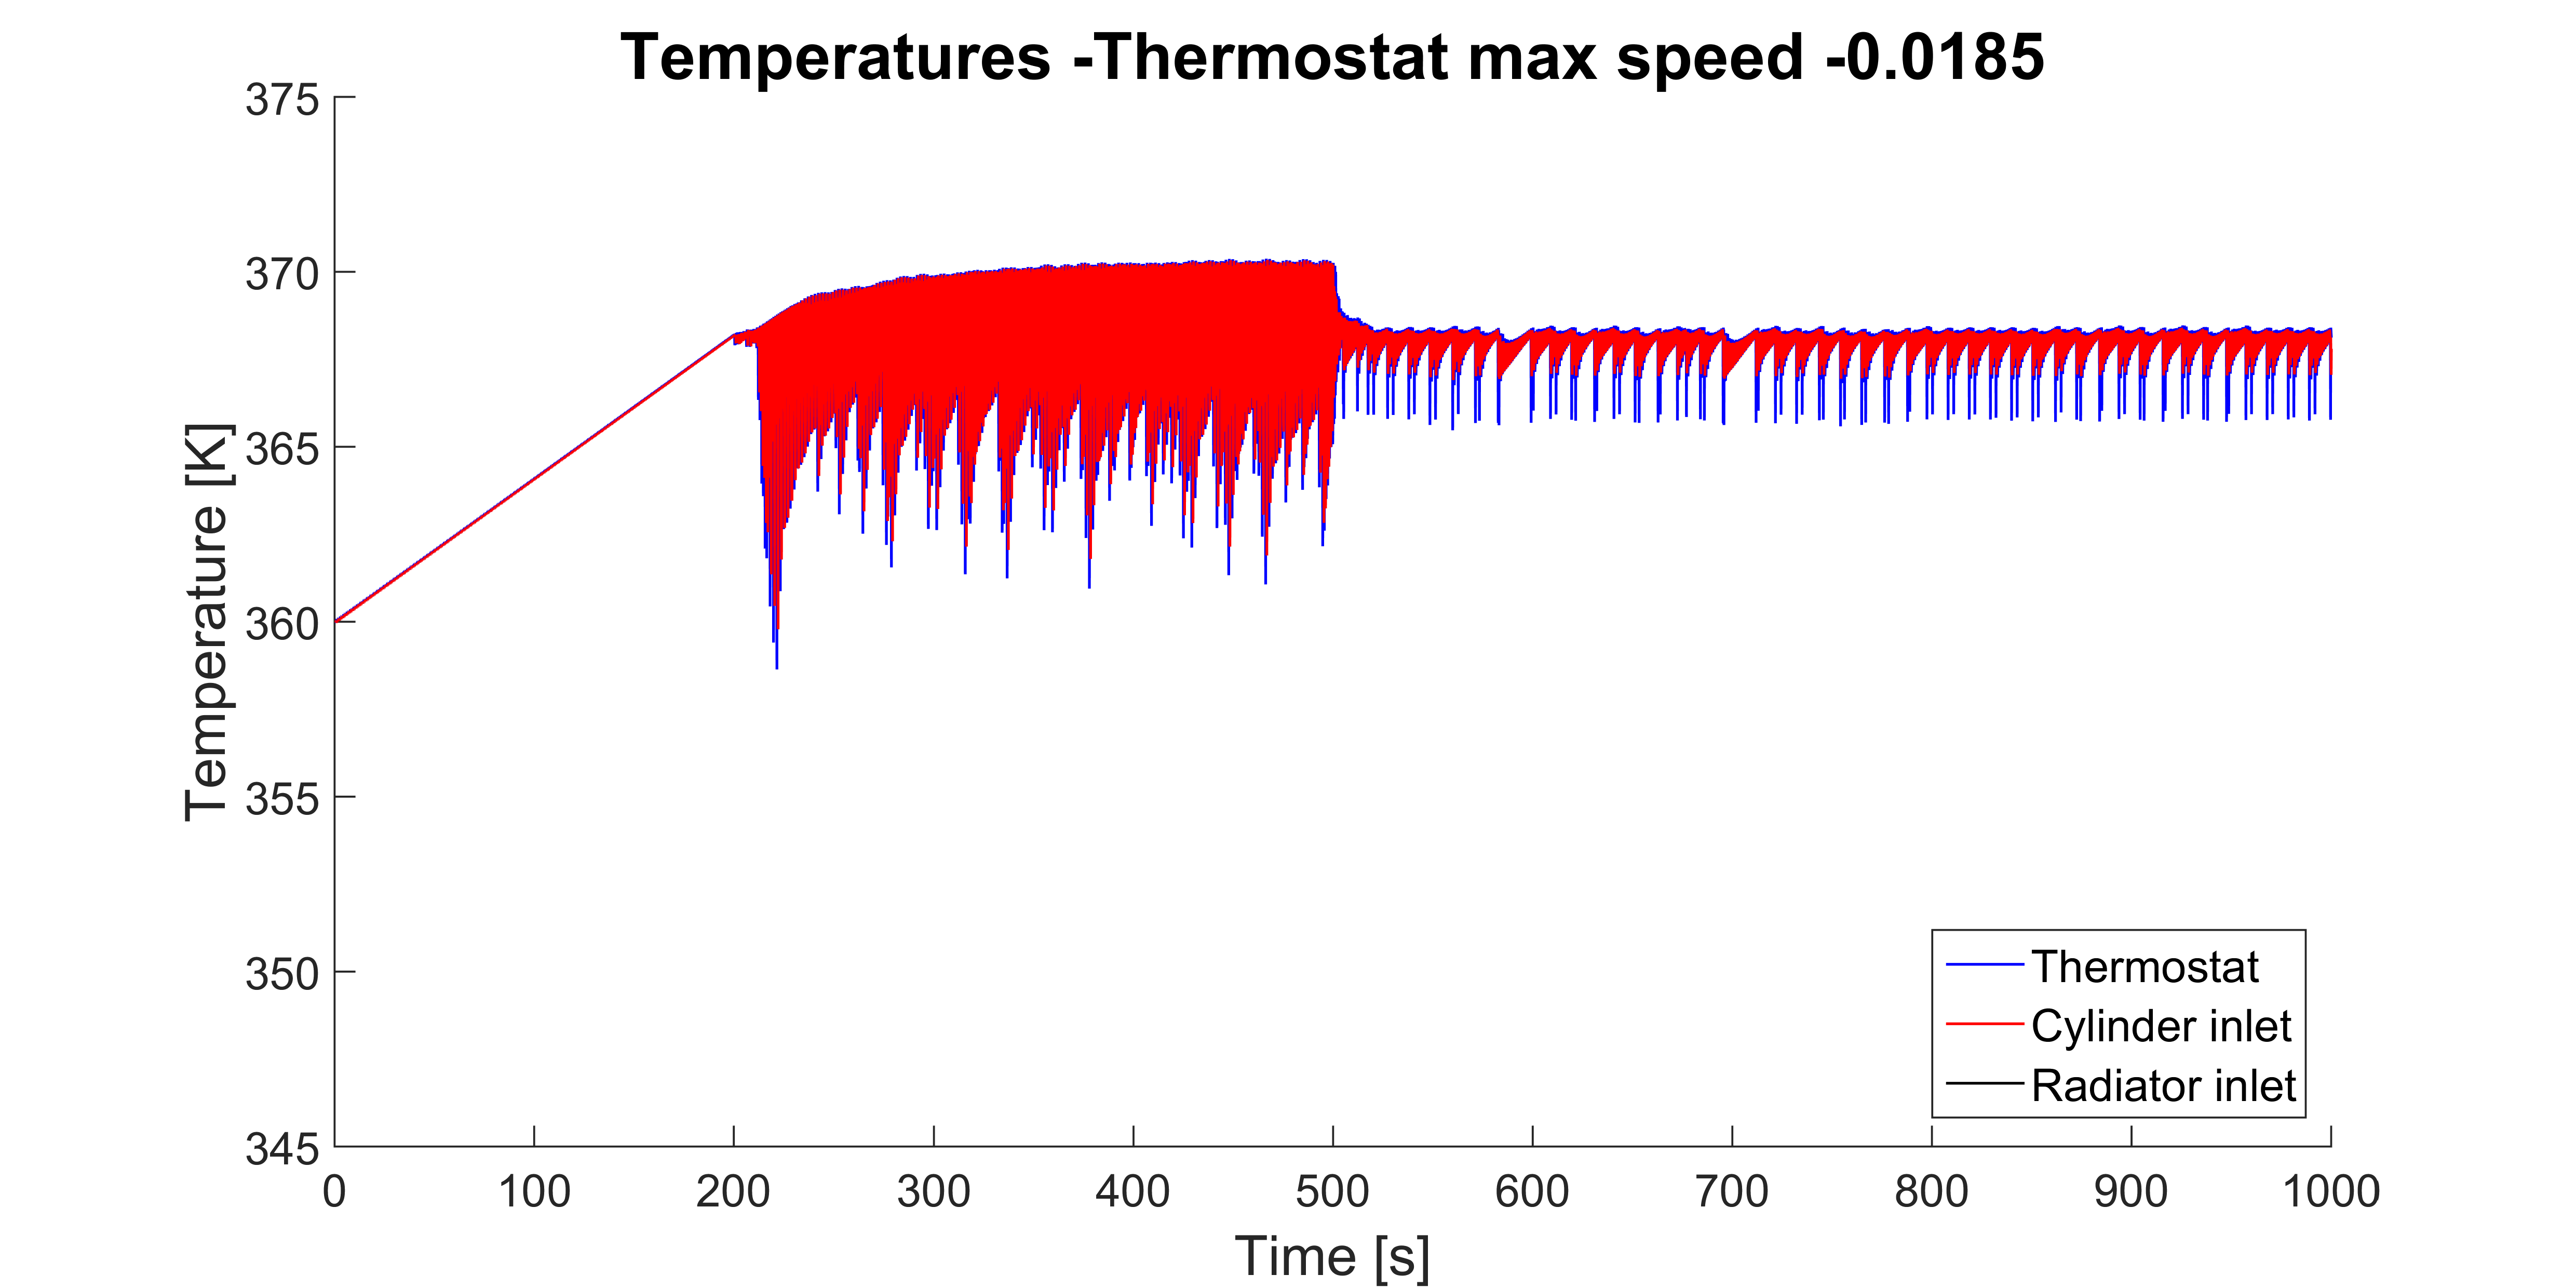 Temperatures -Thermostat max speed -0.0185
375
370
365
360
355
350
345
Temperature [K]
0 100 200 300 400 500 600 700 800 900 1000
Time [s]
Thermostat
Cylinder inlet
Radiator inlet